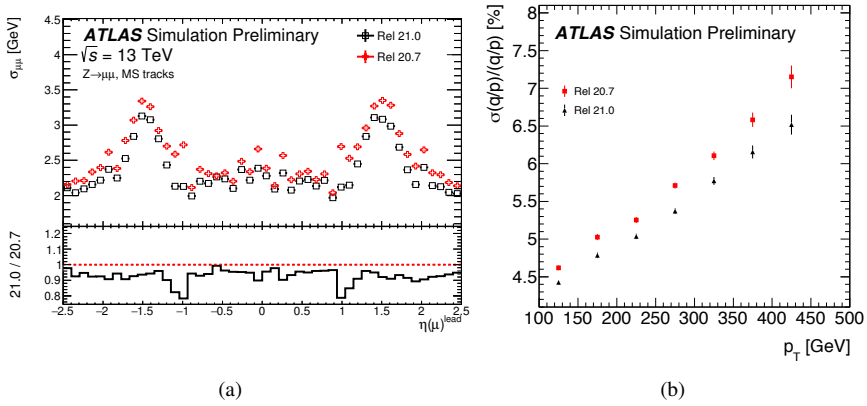 ATLAS Simulation Preliminary
√s = 13 TeV
Z→μμ, MS tracks
Rel 21.0
Rel 20.7
σμμ [GeV]
4.5
4
3.5
3
2.5
2
21.0 / 20.7
1.2
1.1
1
0.9
0.8
−2.5 −2 −1.5 −1 −0.5 0 0.5 1 1.5 2 2.5
η(μ)lead
(a)
ATLAS Simulation Preliminary
Rel 20.7
Rel 21.0
σ(q/p)/(q/p) [%]
8
7.5
7
6.5
6
5.5
5
4.5
100 150 200 250 300 350 400 450 500
pT [GeV]
(b)